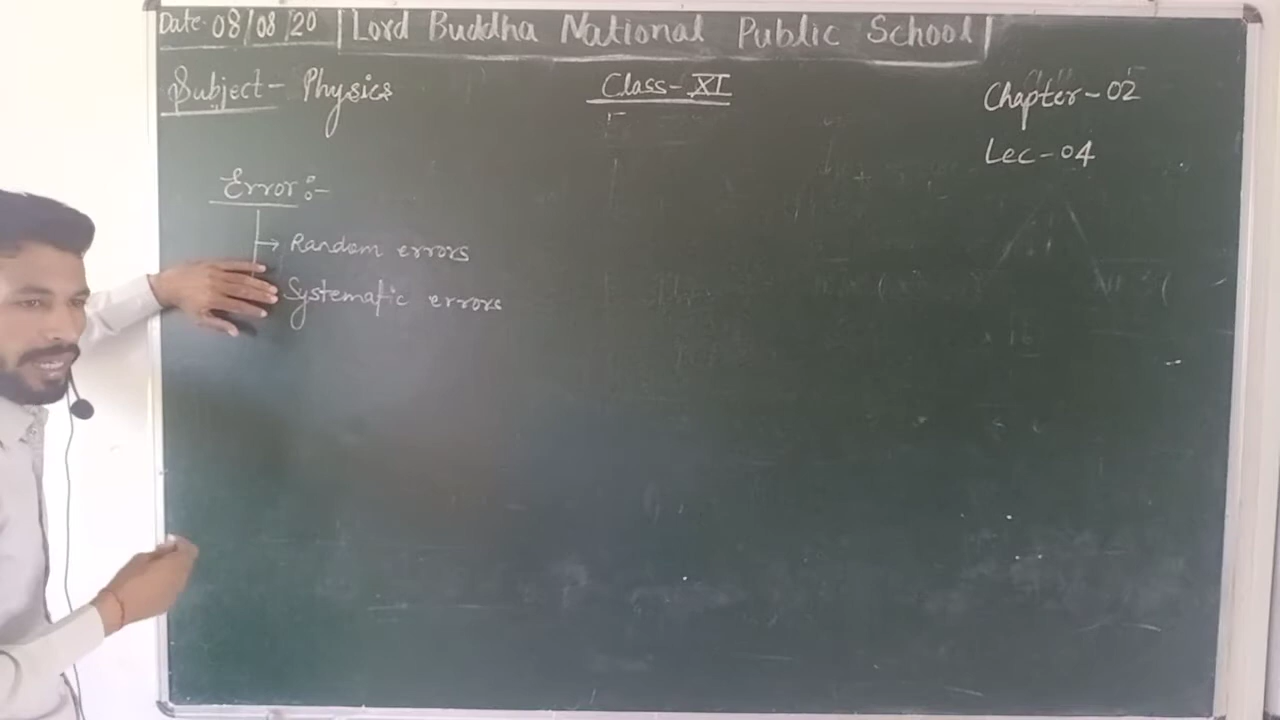 Date- 08/08/20 | Lord Buddha National Public School |
Subject - Physics
Class - XI
Chapter - 02
Lec - 04
Error :-
→ Random errors
Systematic errors